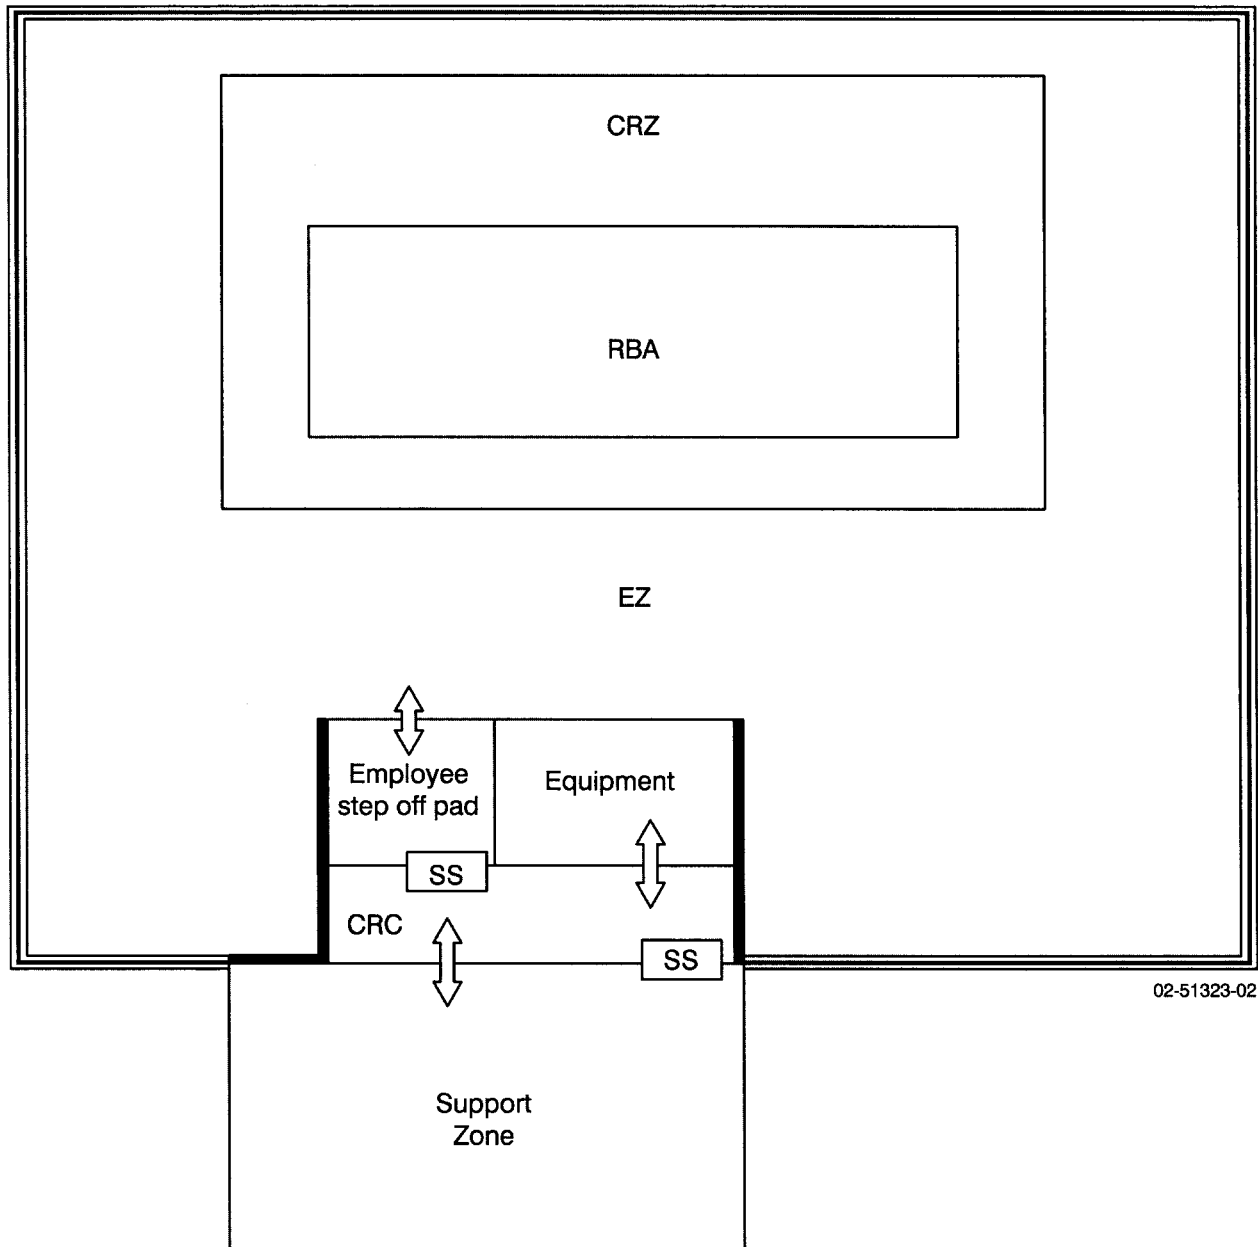 CRZ
RBA
EZ
Employee
step off pad
Equipment
SS
CRC
SS
02-51323-02
Support
Zone